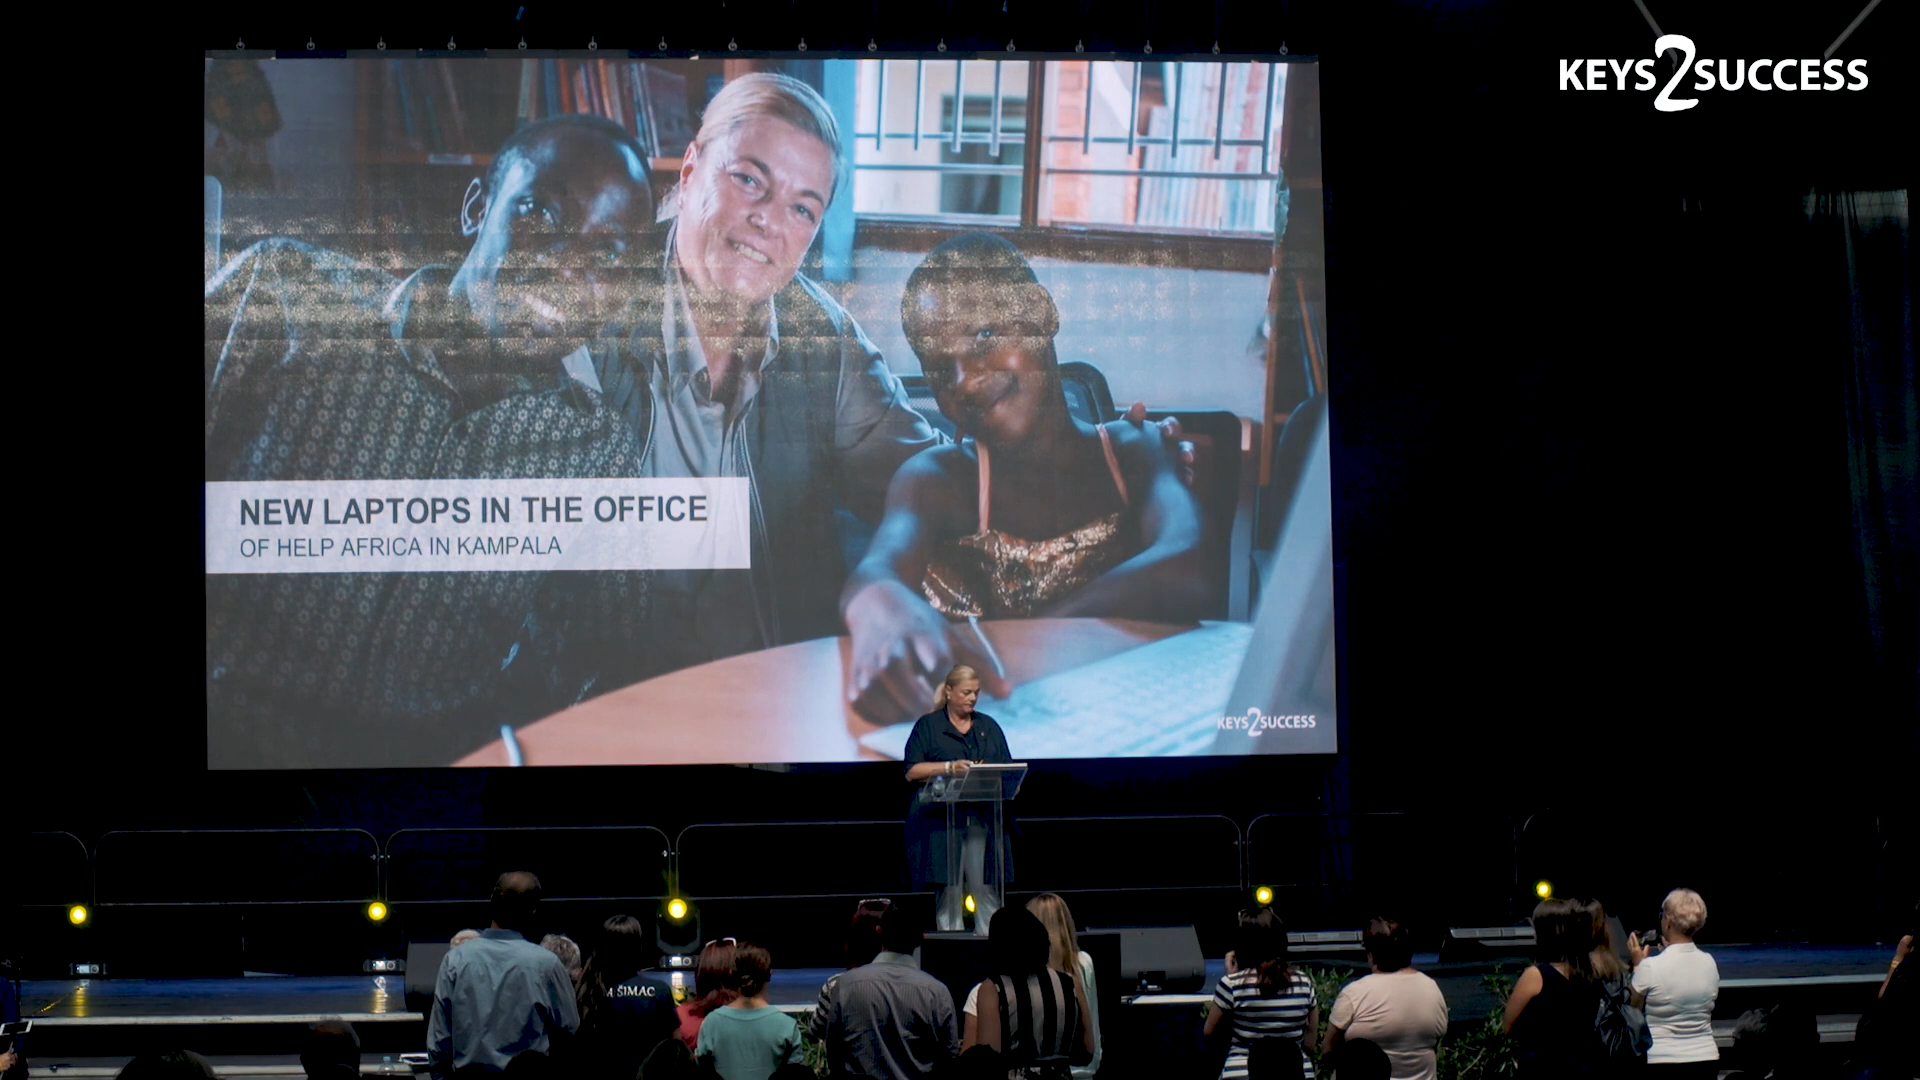 KEYS2SUCCESS
NEW LAPTOPS IN THE OFFICE
OF HELP AFRICA IN KAMPALA
KEYS2SUCCESS
ŠIMAC